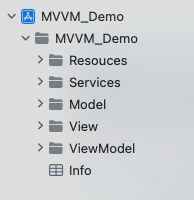 MVVM_Demo
MVVM_Demo
Resouces
Services
Model
View
ViewModel
Info